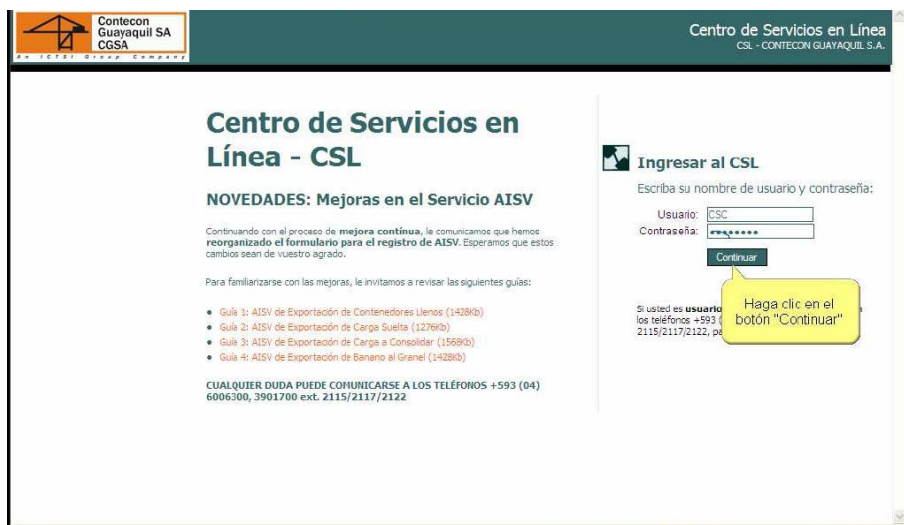 Contecon
Guayaquil SA
CGSA
An ICTSI Group Company
Centro de Servicios en Línea
CSL - CONTECON GUAYAQUIL S.A.
Centro de Servicios en
Línea - CSL
NOVEDADES: Mejoras en el Servicio AISV
Continuando con el proceso de mejora contínua, le comunicamos que hemos
reorganizado el formulario para el registro de AISV. Esperamos que estos
cambios sean de vuestro agrado.
Para familiarizarse con las mejoras, le invitamos a revisar las siguientes guías:
Guía 1: AISV de Exportación de Contenedores Llenos (1428Kb)
Guía 2: AISV de Exportación de Carga Suelta (1276Kb)
Guía 3: AISV de Exportación de Carga a Consolidar (1568Kb)
Guía 4: AISV de Exportación de Banano al Granel (1428Kb)
CUALQUIER DUDA PUEDE COMUNICARSE A LOS TELÉFONOS +593 (04)
6006300, 3901700 ext. 2115/2117/2122
Ingresar al CSL
Escriba su nombre de usuario y contraseña:
Usuario: CSC
Contraseña:
Continuar
Haga clic en el
botón "Continuar"
Si usted es usuario
los teléfonos +593 (
2115/2117/2122,